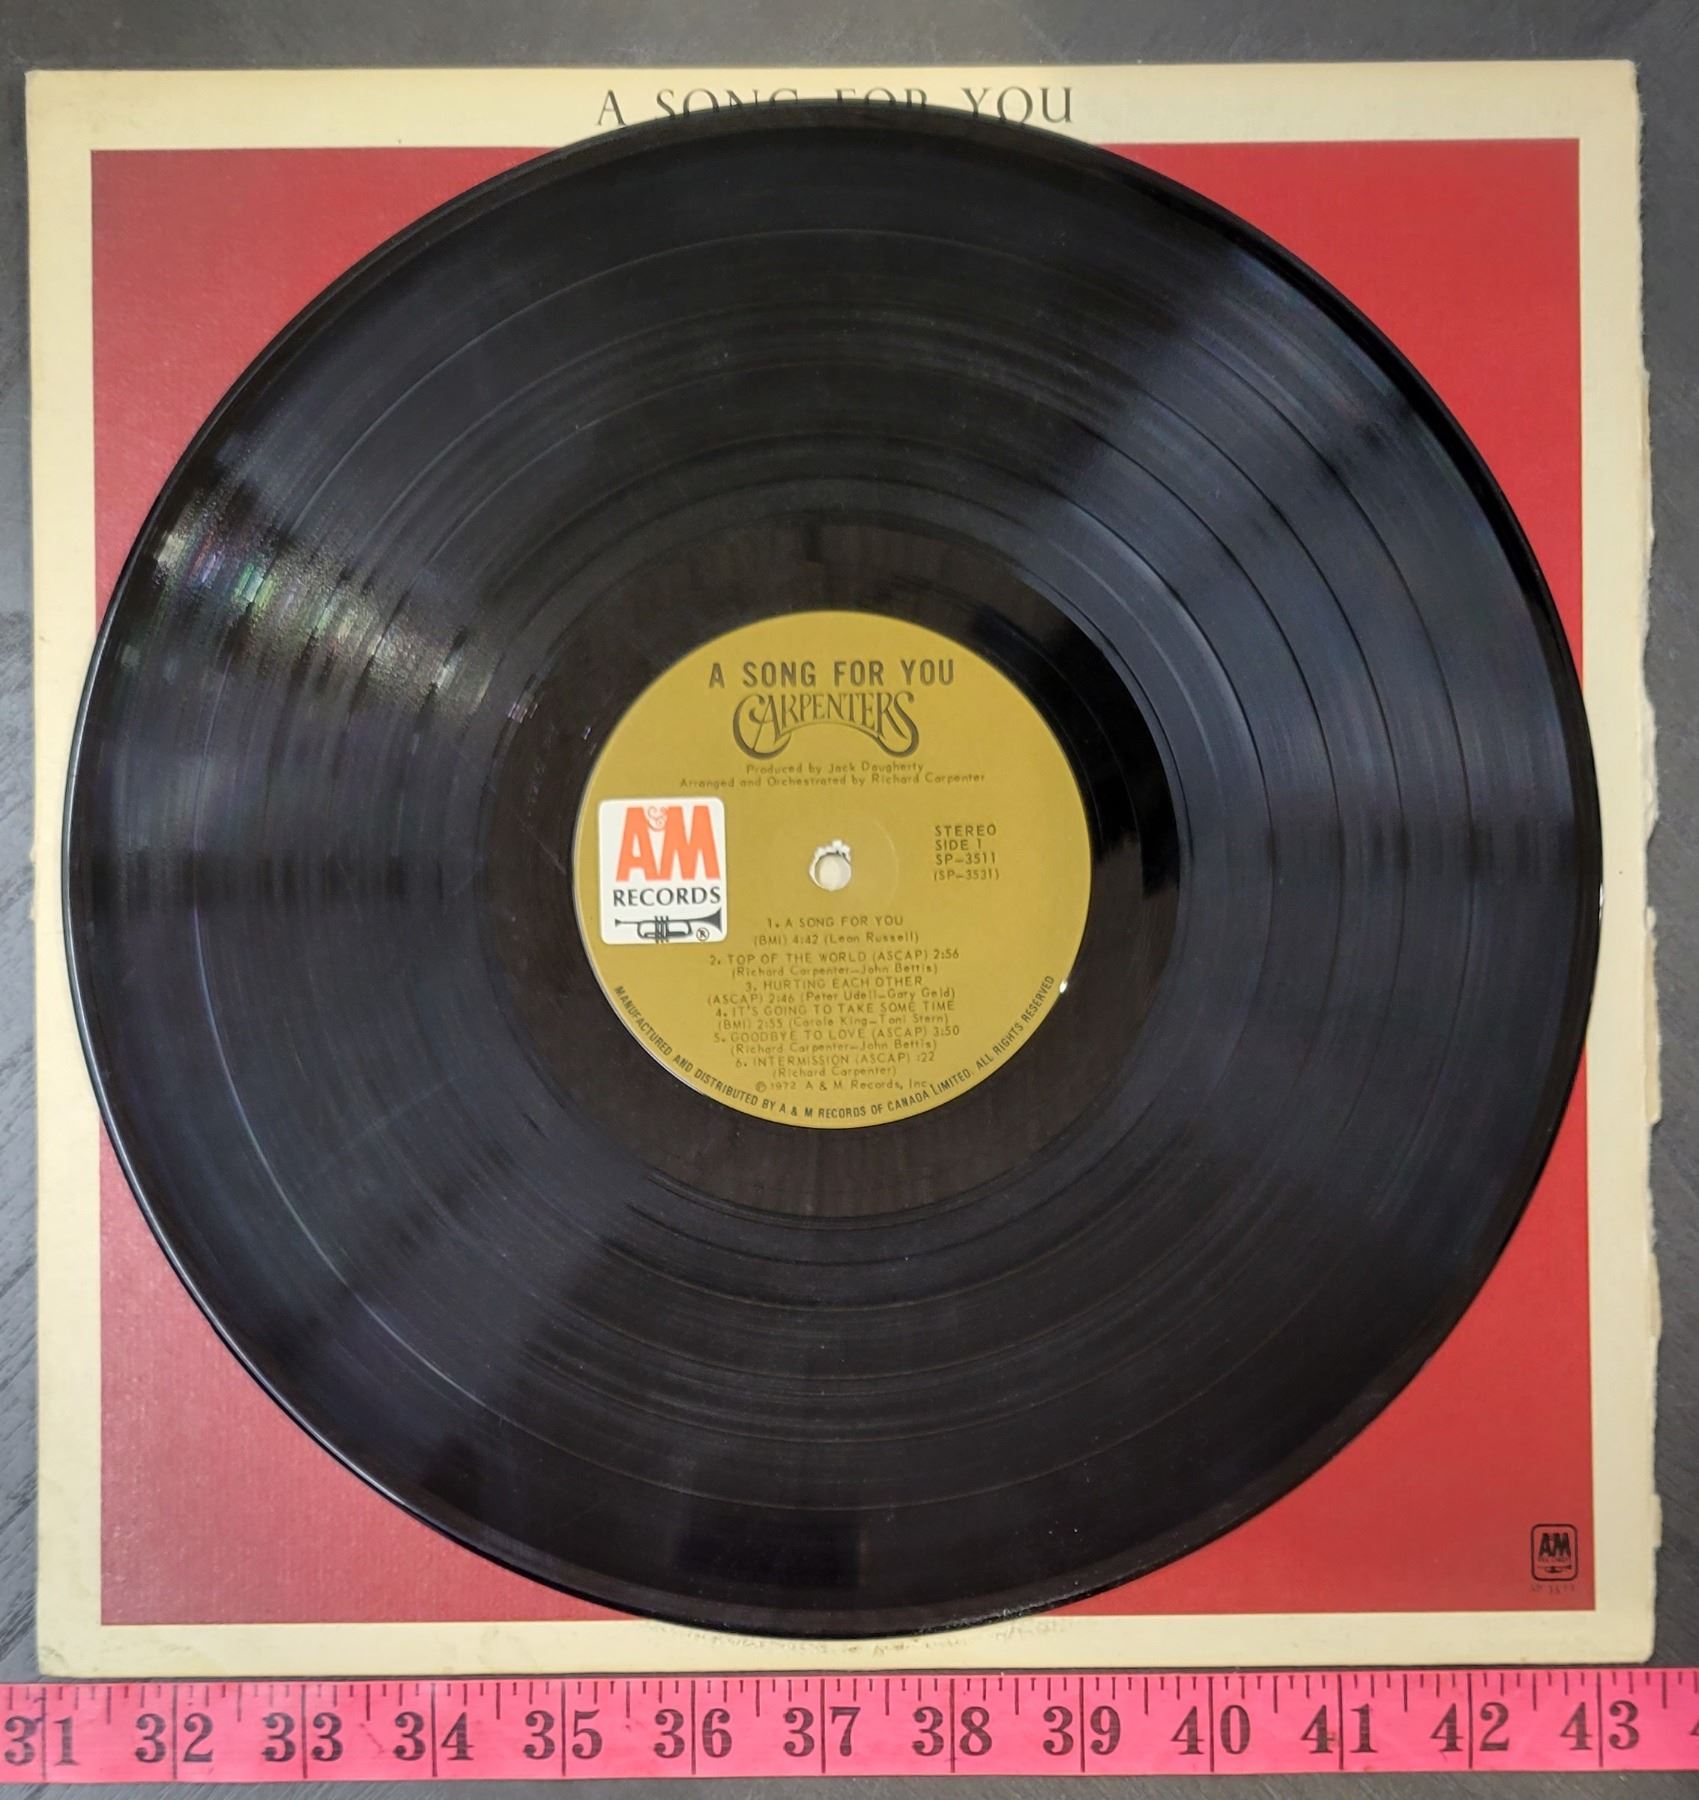 A SONG FOR YOU
A SONG FOR YOU
CARPENTERS
Produced by Jack Daugherty
Arranged and Orchestrated by Richard Carpenter
A&M
RECORDS
®
STEREO
SIDE 1
SP-3511
(SP-3531)
1. A SONG FOR YOU
(BMI) 4:42 (Leon Russell)
2. TOP OF THE WORLD (ASCAP) 2:56
(Richard Carpenter-John Bettis)
3. HURTING EACH OTHER
(ASCAP) 2:46 (Peter Udell-Gary Geld)
4. IT'S GOING TO TAKE SOME TIME
(BMI) 2:55 (Carole King-Toni Stern)
5. GOODBYE TO LOVE (ASCAP) 3:50
(Richard Carpenter-John Bettis)
6. INTERMISSION (ASCAP) :22
(Richard Carpenter)
© 1972 A & M Records, Inc.
MANUFACTURED AND DISTRIBUTED BY A & M RECORDS OF CANADA LIMITED. ALL RIGHTS RESERVED
A&M
RECORDS
31 32 33 34 35 36 37 38 39 40 41 42 43